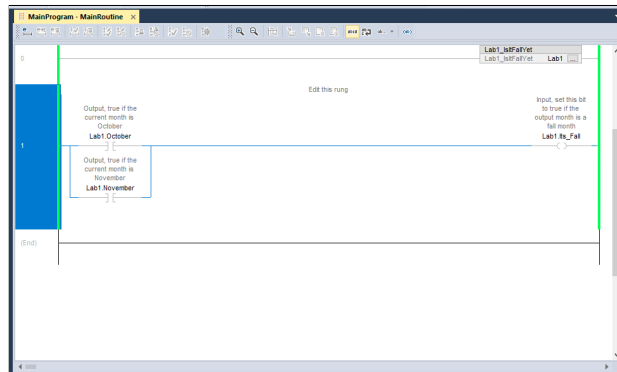 MainProgram - MainRoutine
0
Lab1_IsItFallYet
Lab1_IsItFallYet Lab1 ...
Edit this rung
1
Output, true if the
current month is
October
Lab1.October
Input, set this bit
to true if the
output month is a
fall month
Lab1.Its_Fall
Output, true if the
current month is
November
Lab1.November
(End)